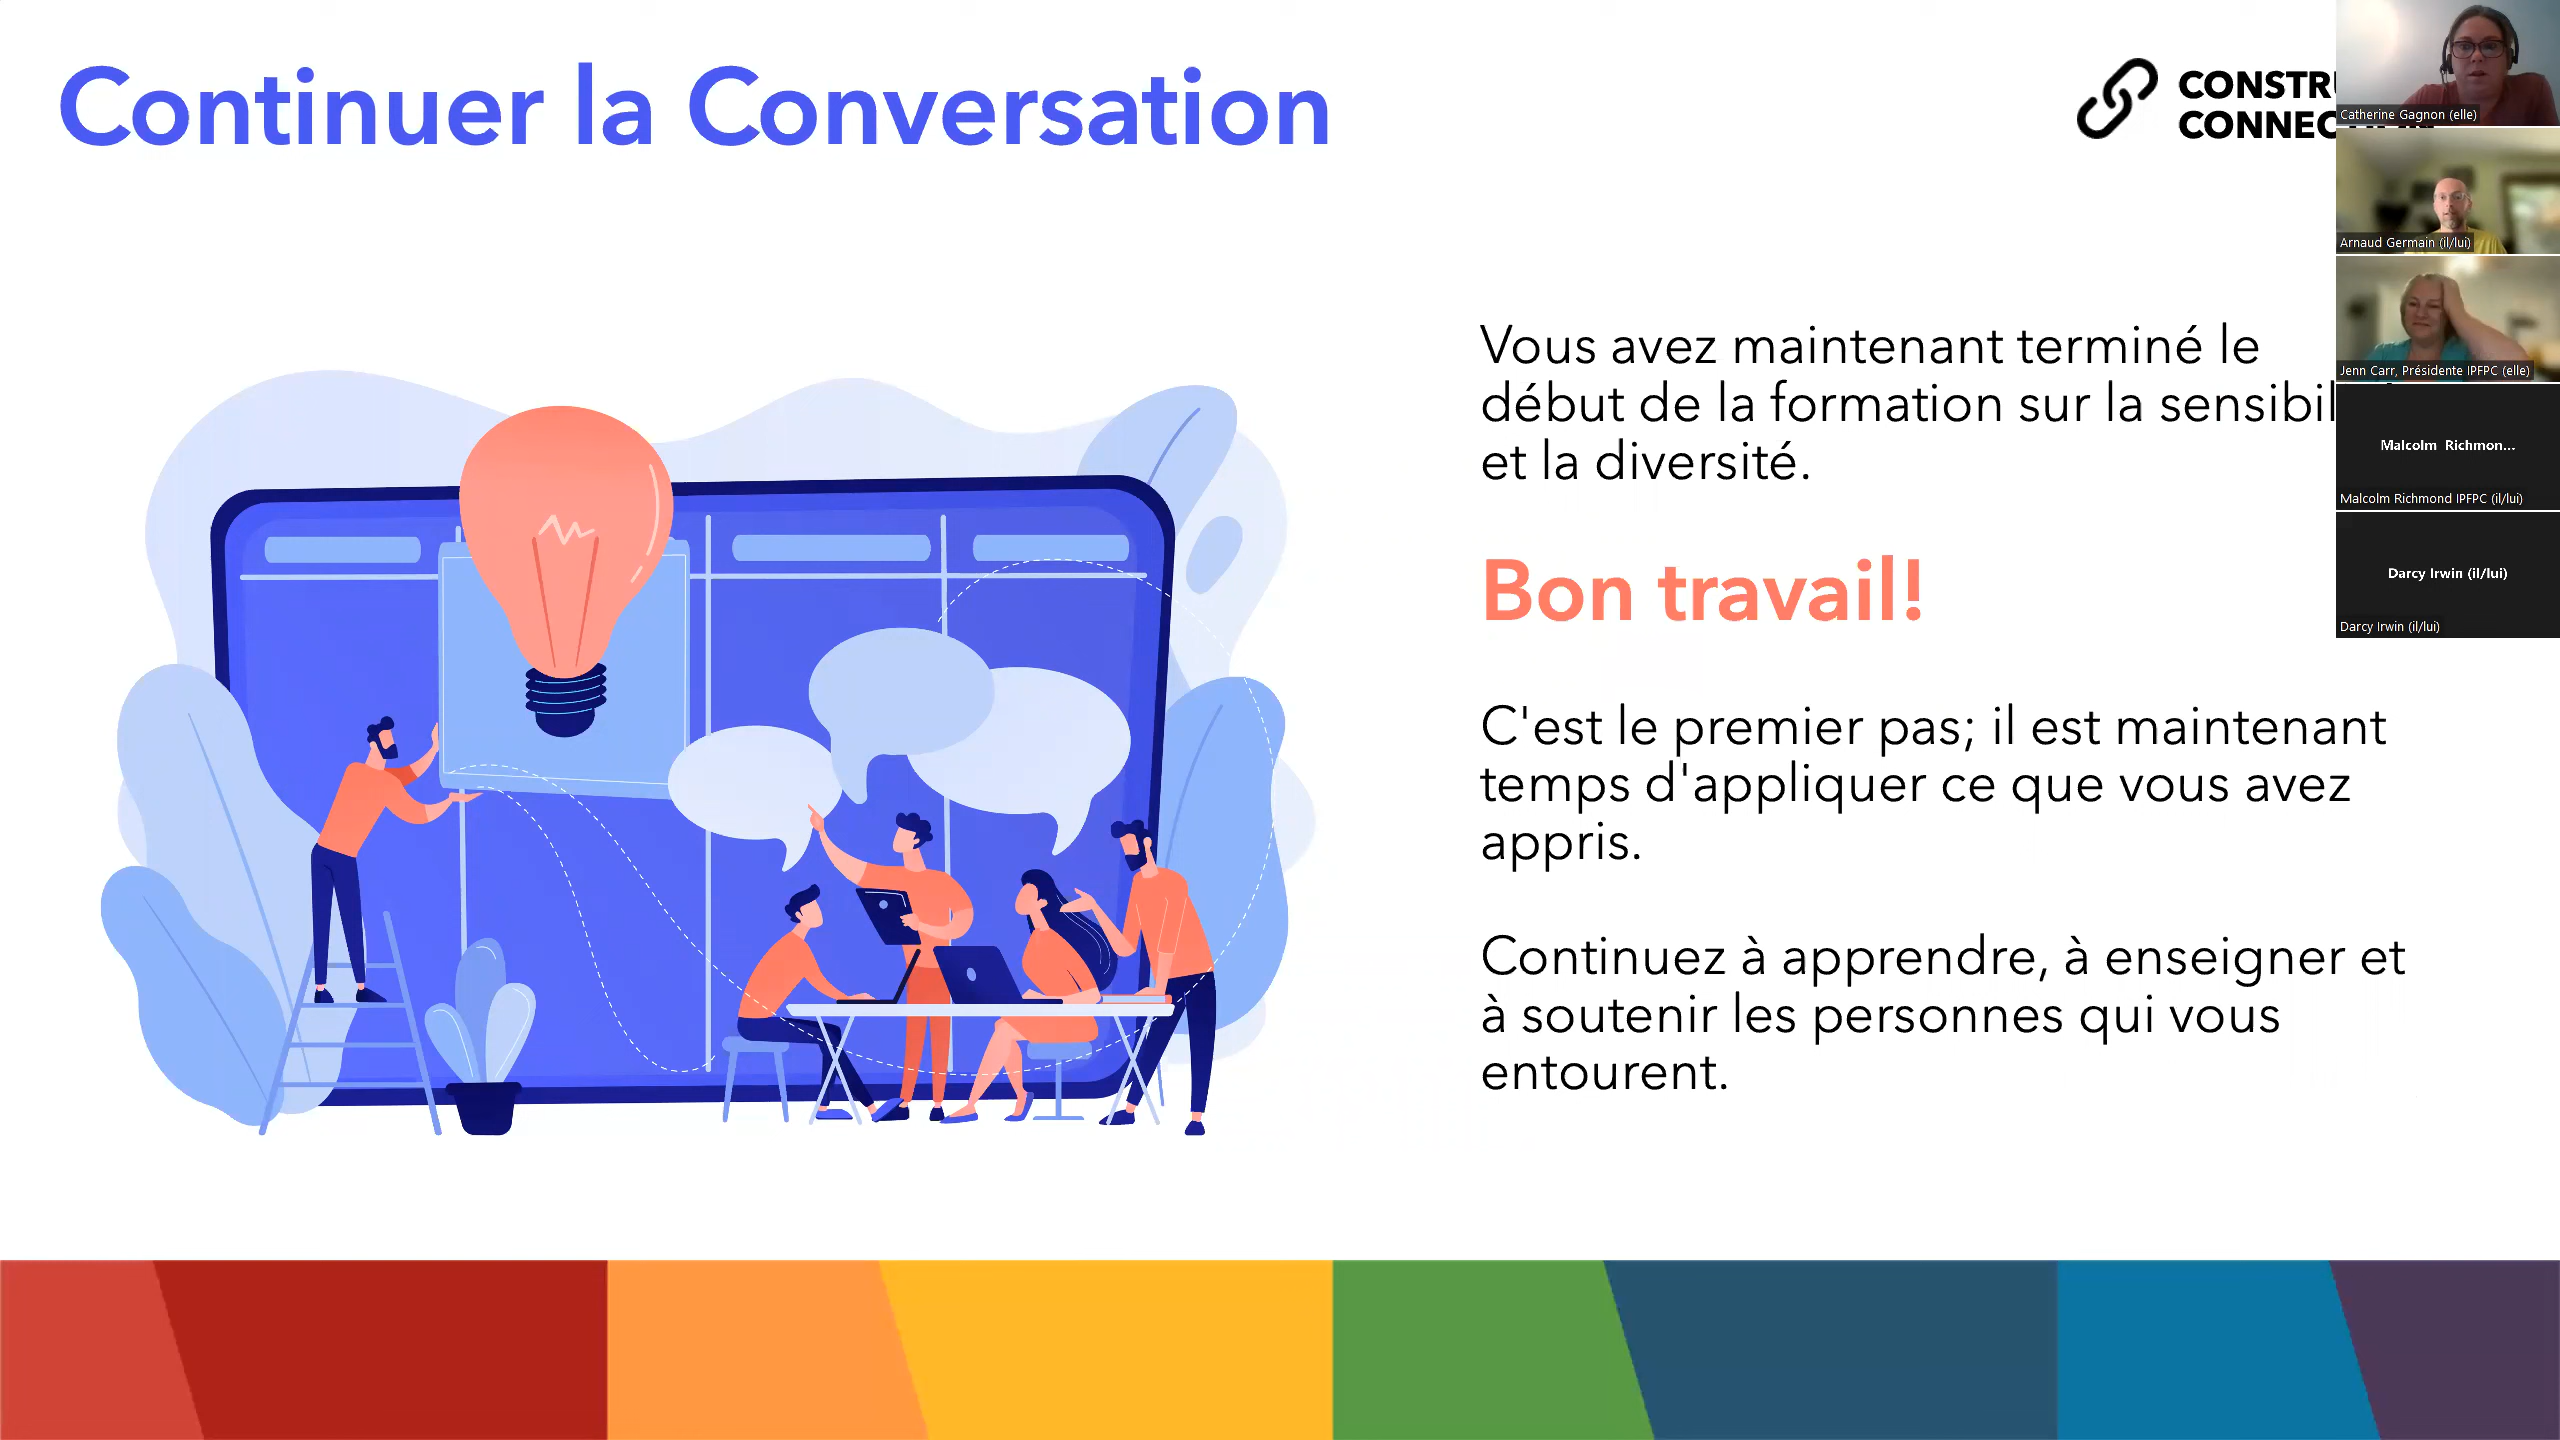 Continuer la Conversation
CONSTR
CONNEC
Vous avez maintenant terminé le
début de la formation sur la sensibil
et la diversité.
Bon travail!
C'est le premier pas; il est maintenant
temps d'appliquer ce que vous avez
appris.
Continuez à apprendre, à enseigner et
à soutenir les personnes qui vous
entourent.
Catherine Gagnon (elle)
Arnaud Germain (il/lui)
Jenn Carr, Présidente IPFPC (elle)
Malcolm Richmon...
Malcolm Richmond IPFPC (il/lui)
Darcy Irwin (il/lui)
Darcy Irwin (il/lui)